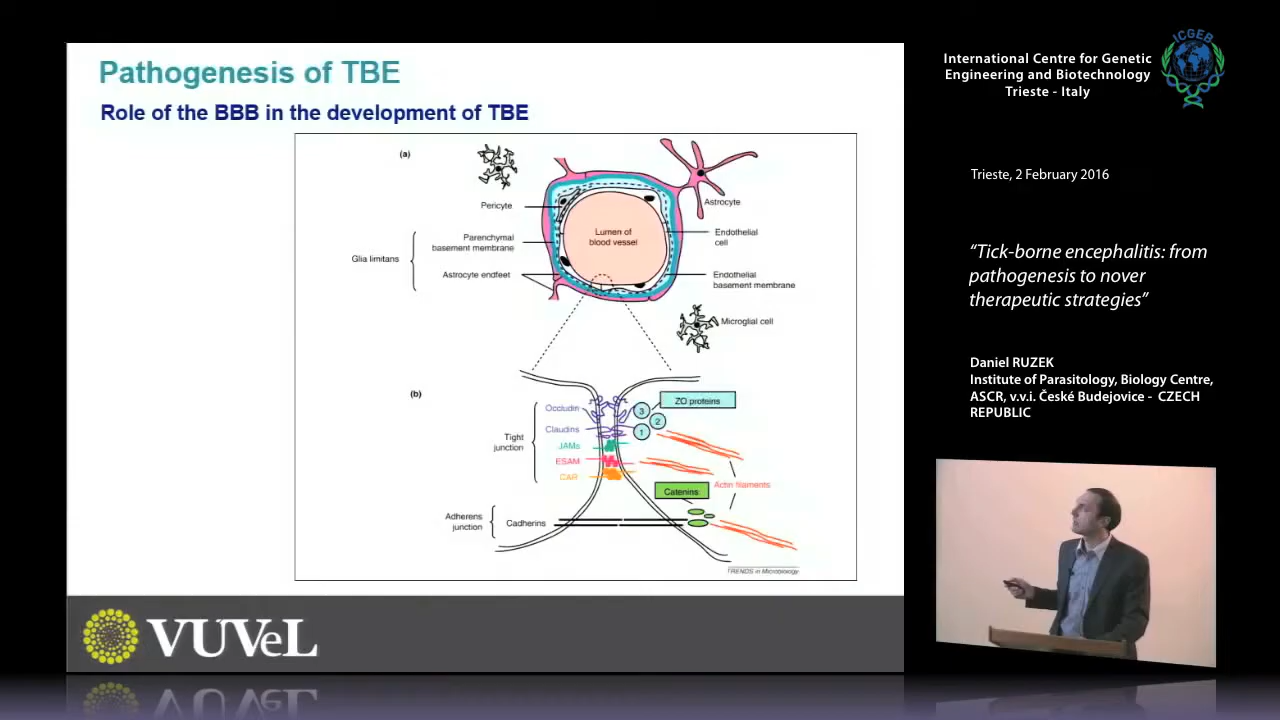 Pathogenesis of TBE
Role of the BBB in the development of TBE
(a)
Pericyte
Astrocyte
Lumen of
blood vessel
Endothelial
cell
Parenchymal
basement membrane
Glia limitans
Astrocyte endfeet
Endothelial
basement membrane
Microglial cell
(b)
Occludin
ZO proteins
3
2
1
Claudins
Tight
junction
JAMs
ESAM
CAR
Actin filaments
Catenins
Adherens
junction
Cadherins
TRENDS in Microbiology
VUVeL
ICGEB
International Centre for Genetic
Engineering and Biotechnology
Trieste - Italy
Trieste, 2 February 2016
“Tick-borne encephalitis: from
pathogenesis to nover
therapeutic strategies”
Daniel RUZEK
Institute of Parasitology, Biology Centre,
ASCR, v.v.i. České Budejovice - CZECH
REPUBLIC